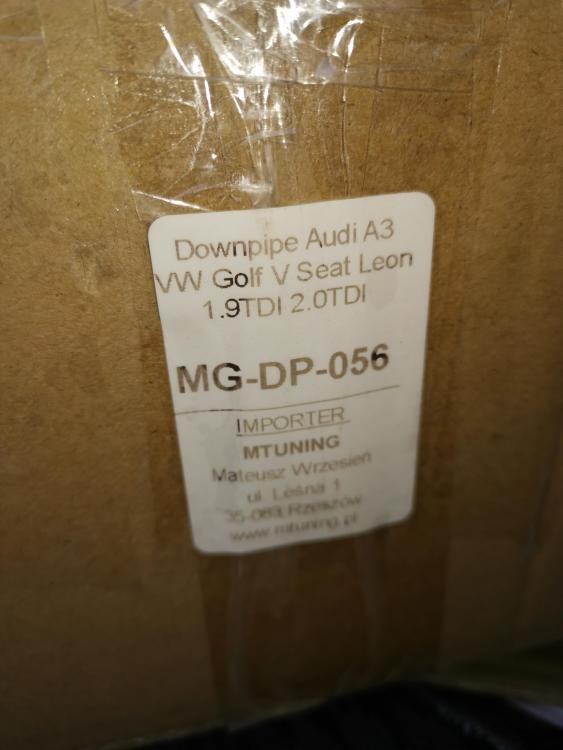 Downpipe Audi A3
VW Golf V Seat Leon
1.9TDI 2.0TDI
MG-DP-056
IMPORTER
MTUNING
Mateusz Wrzesień
ul. Leśna 1
35-083 Rzeszów
www.mtuning.pl